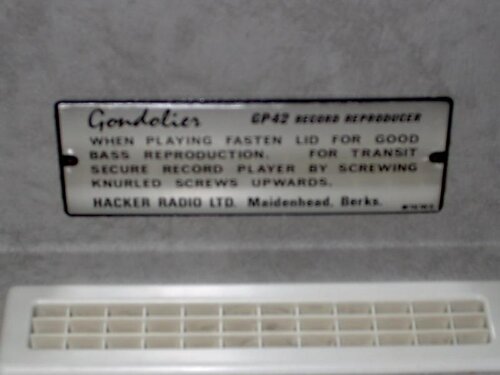 Gondolier GP42 RECORD REPRODUCER
WHEN PLAYING FASTEN LID FOR GOOD
BASS REPRODUCTION. FOR TRANSIT
SECURE RECORD PLAYER BY SCREWING
KNURLED SCREWS UPWARDS.
HACKER RADIO LTD. Maidenhead, Berks.